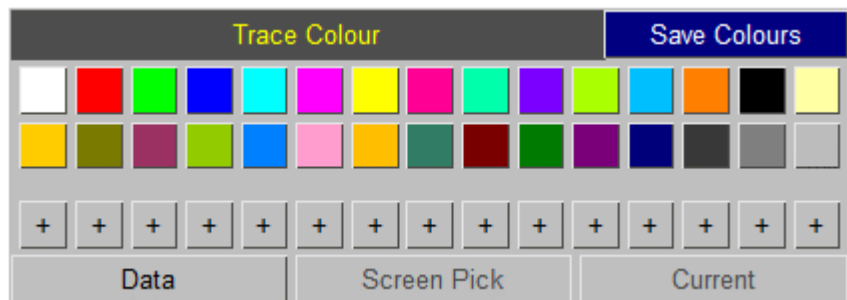 Trace Colour Save Colours
+ + + + + + + + + + + + + + +
Data Screen Pick Current